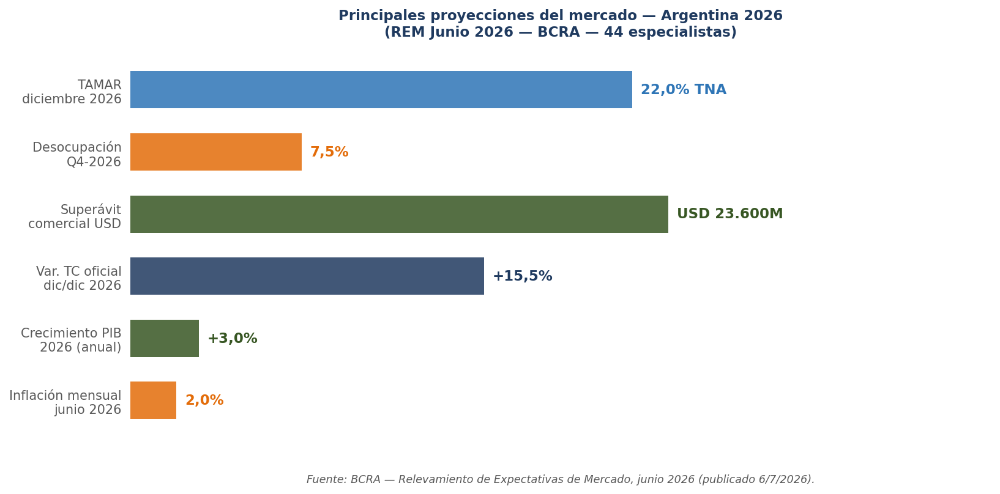 Principales proyecciones del mercado — Argentina 2026
(REM Junio 2026 — BCRA — 44 especialistas)
TAMAR
diciembre 2026
22,0% TNA
Desocupación
Q4-2026
7,5%
Superávit
comercial USD
USD 23.600M
Var. TC oficial
dic/dic 2026
+15,5%
Crecimiento PIB
2026 (anual)
+3,0%
Inflación mensual
junio 2026
2,0%
Fuente: BCRA — Relevamiento de Expectativas de Mercado, junio 2026 (publicado 6/7/2026).